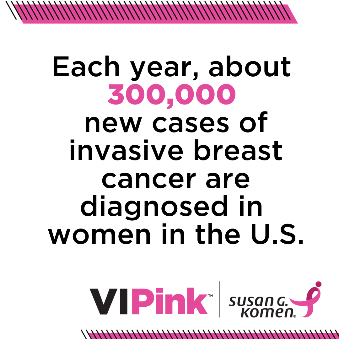 Each year, about
300,000
new cases of
invasive breast
cancer are
diagnosed in
women in the U.S.
VIPink™
susan g.
komen®